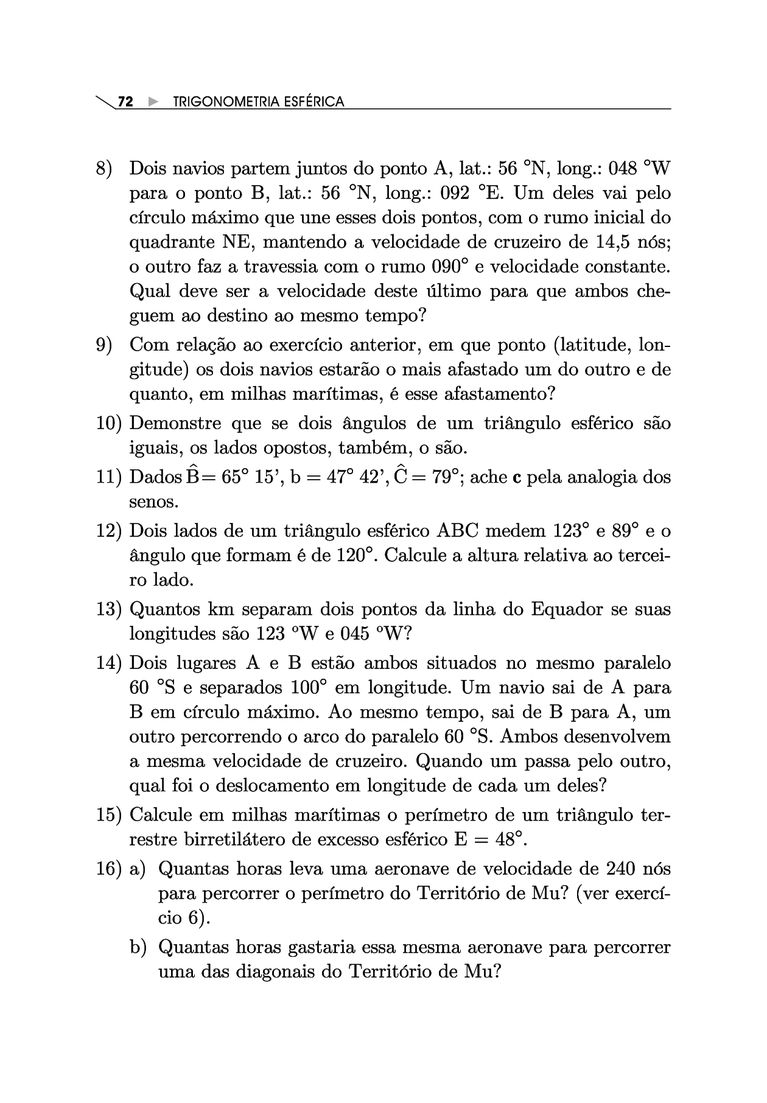 72 ► TRIGONOMETRIA ESFÉRICA
8) Dois navios partem juntos do ponto A, lat.: 56 °N, long.: 048 °W
para o ponto B, lat.: 56 °N, long.: 092 °E. Um deles vai pelo
círculo máximo que une esses dois pontos, com o rumo inicial do
quadrante NE, mantendo a velocidade de cruzeiro de 14,5 nós;
o outro faz a travessia com o rumo 090° e velocidade constante.
Qual deve ser a velocidade deste último para que ambos che-
guem ao destino ao mesmo tempo?
9) Com relação ao exercício anterior, em que ponto (latitude, lon-
gitude) os dois navios estarão o mais afastado um do outro e de
quanto, em milhas marítimas, é esse afastamento?
10) Demonstre que se dois ângulos de um triângulo esférico são
iguais, os lados opostos, também, o são.
11) Dados B̂= 65° 15’, b = 47° 42’, Ĉ = 79°; ache c pela analogia dos
senos.
12) Dois lados de um triângulo esférico ABC medem 123° e 89° e o
ângulo que formam é de 120°. Calcule a altura relativa ao tercei-
ro lado.
13) Quantos km separam dois pontos da linha do Equador se suas
longitudes são 123 ºW e 045 ºW?
14) Dois lugares A e B estão ambos situados no mesmo paralelo
60 °S e separados 100° em longitude. Um navio sai de A para
B em círculo máximo. Ao mesmo tempo, sai de B para A, um
outro percorrendo o arco do paralelo 60 °S. Ambos desenvolvem
a mesma velocidade de cruzeiro. Quando um passa pelo outro,
qual foi o deslocamento em longitude de cada um deles?
15) Calcule em milhas marítimas o perímetro de um triângulo ter-
restre birretilátero de excesso esférico E = 48°.
16) a) Quantas horas leva uma aeronave de velocidade de 240 nós
para percorrer o perímetro do Território de Mu? (ver exercí-
cio 6).
b) Quantas horas gastaria essa mesma aeronave para percorrer
uma das diagonais do Território de Mu?